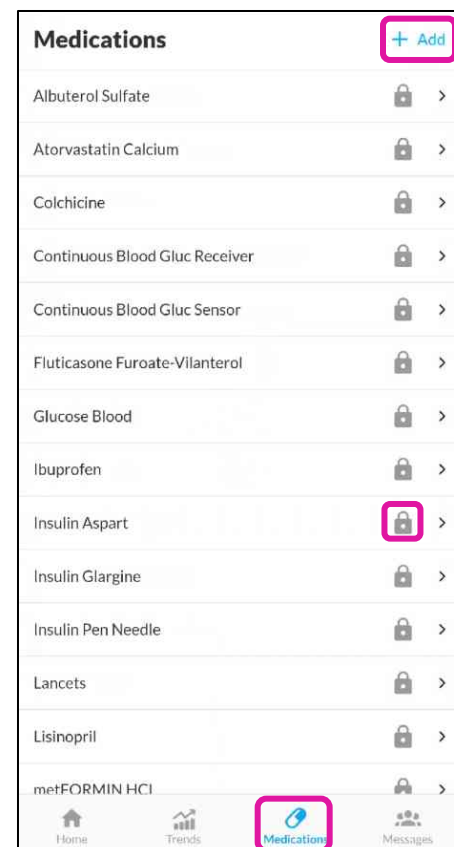 Medications
+ Add
Albuterol Sulfate
Atorvastatin Calcium
Colchicine
Continuous Blood Gluc Receiver
Continuous Blood Gluc Sensor
Fluticasone Furoate-Vilanterol
Glucose Blood
Ibuprofen
Insulin Aspart
Insulin Glargine
Insulin Pen Needle
Lancets
Lisinopril
metFORMIN HCl
Home Trends Medications Messages